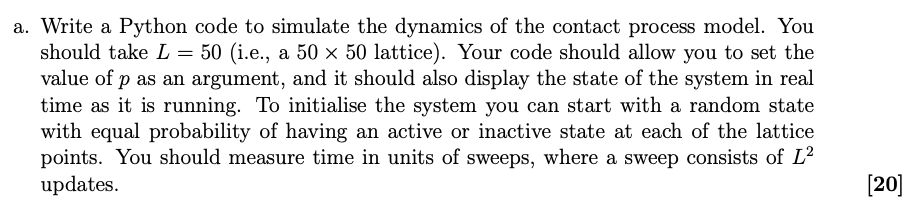 a. Write a Python code to simulate the dynamics of the contact process model. You
should take L = 50 (i.e., a 50 × 50 lattice). Your code should allow you to set the
value of p as an argument, and it should also display the state of the system in real
time as it is running. To initialise the system you can start with a random state
with equal probability of having an active or inactive state at each of the lattice
points. You should measure time in units of sweeps, where a sweep consists of L²
updates. [20]